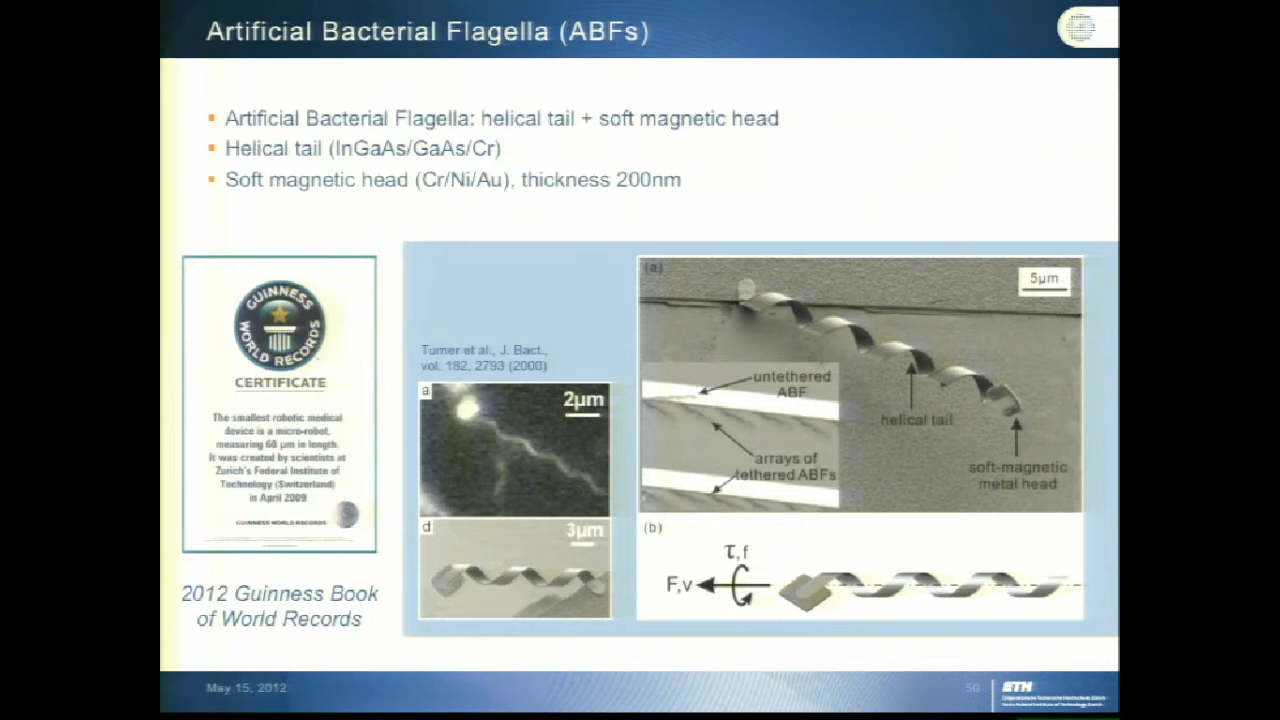 Artificial Bacterial Flagella (ABFs)
Artificial Bacterial Flagella: helical tail + soft magnetic head
Helical tail (InGaAs/GaAs/Cr)
Soft magnetic head (Cr/Ni/Au), thickness 200nm
GUINNESS
WORLD RECORDS
CERTIFICATE
The smallest robotic medical
device is a micro-robot,
measuring 60 µm in length.
It was created by scientists at
Zurich's Federal Institute of
Technology (Switzerland)
in April 2009
GUINNESS WORLD RECORDS
2012 Guinness Book
of World Records
Turner et al., J. Bact.,
vol. 182, 2793 (2000)
a
2µm
d
3µm
(a)
5µm
untethered
ABF
helical tail
arrays of
tethered ABFs
soft-magnetic
metal head
(b)
τ,f
F,v
May 15, 2012
50
ETH